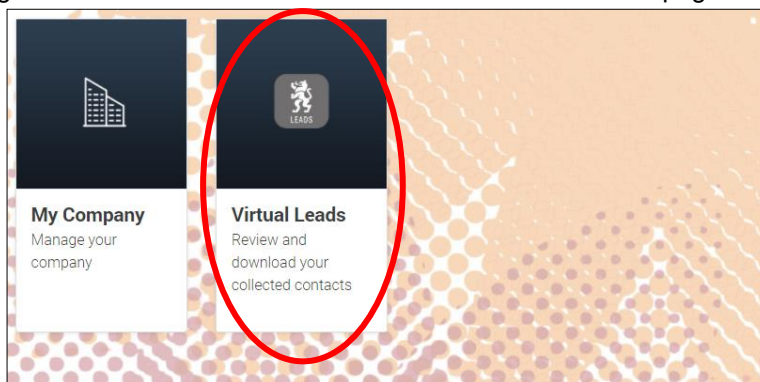 LEADS
My Company
Manage your
company
Virtual Leads
Review and
download your
collected contacts